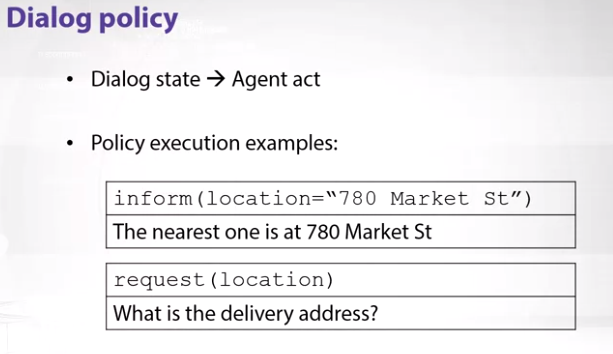 Dialog policy
• Dialog state → Agent act
• Policy execution examples:
inform(location=“780 Market St”)
The nearest one is at 780 Market St
request(location)
What is the delivery address?